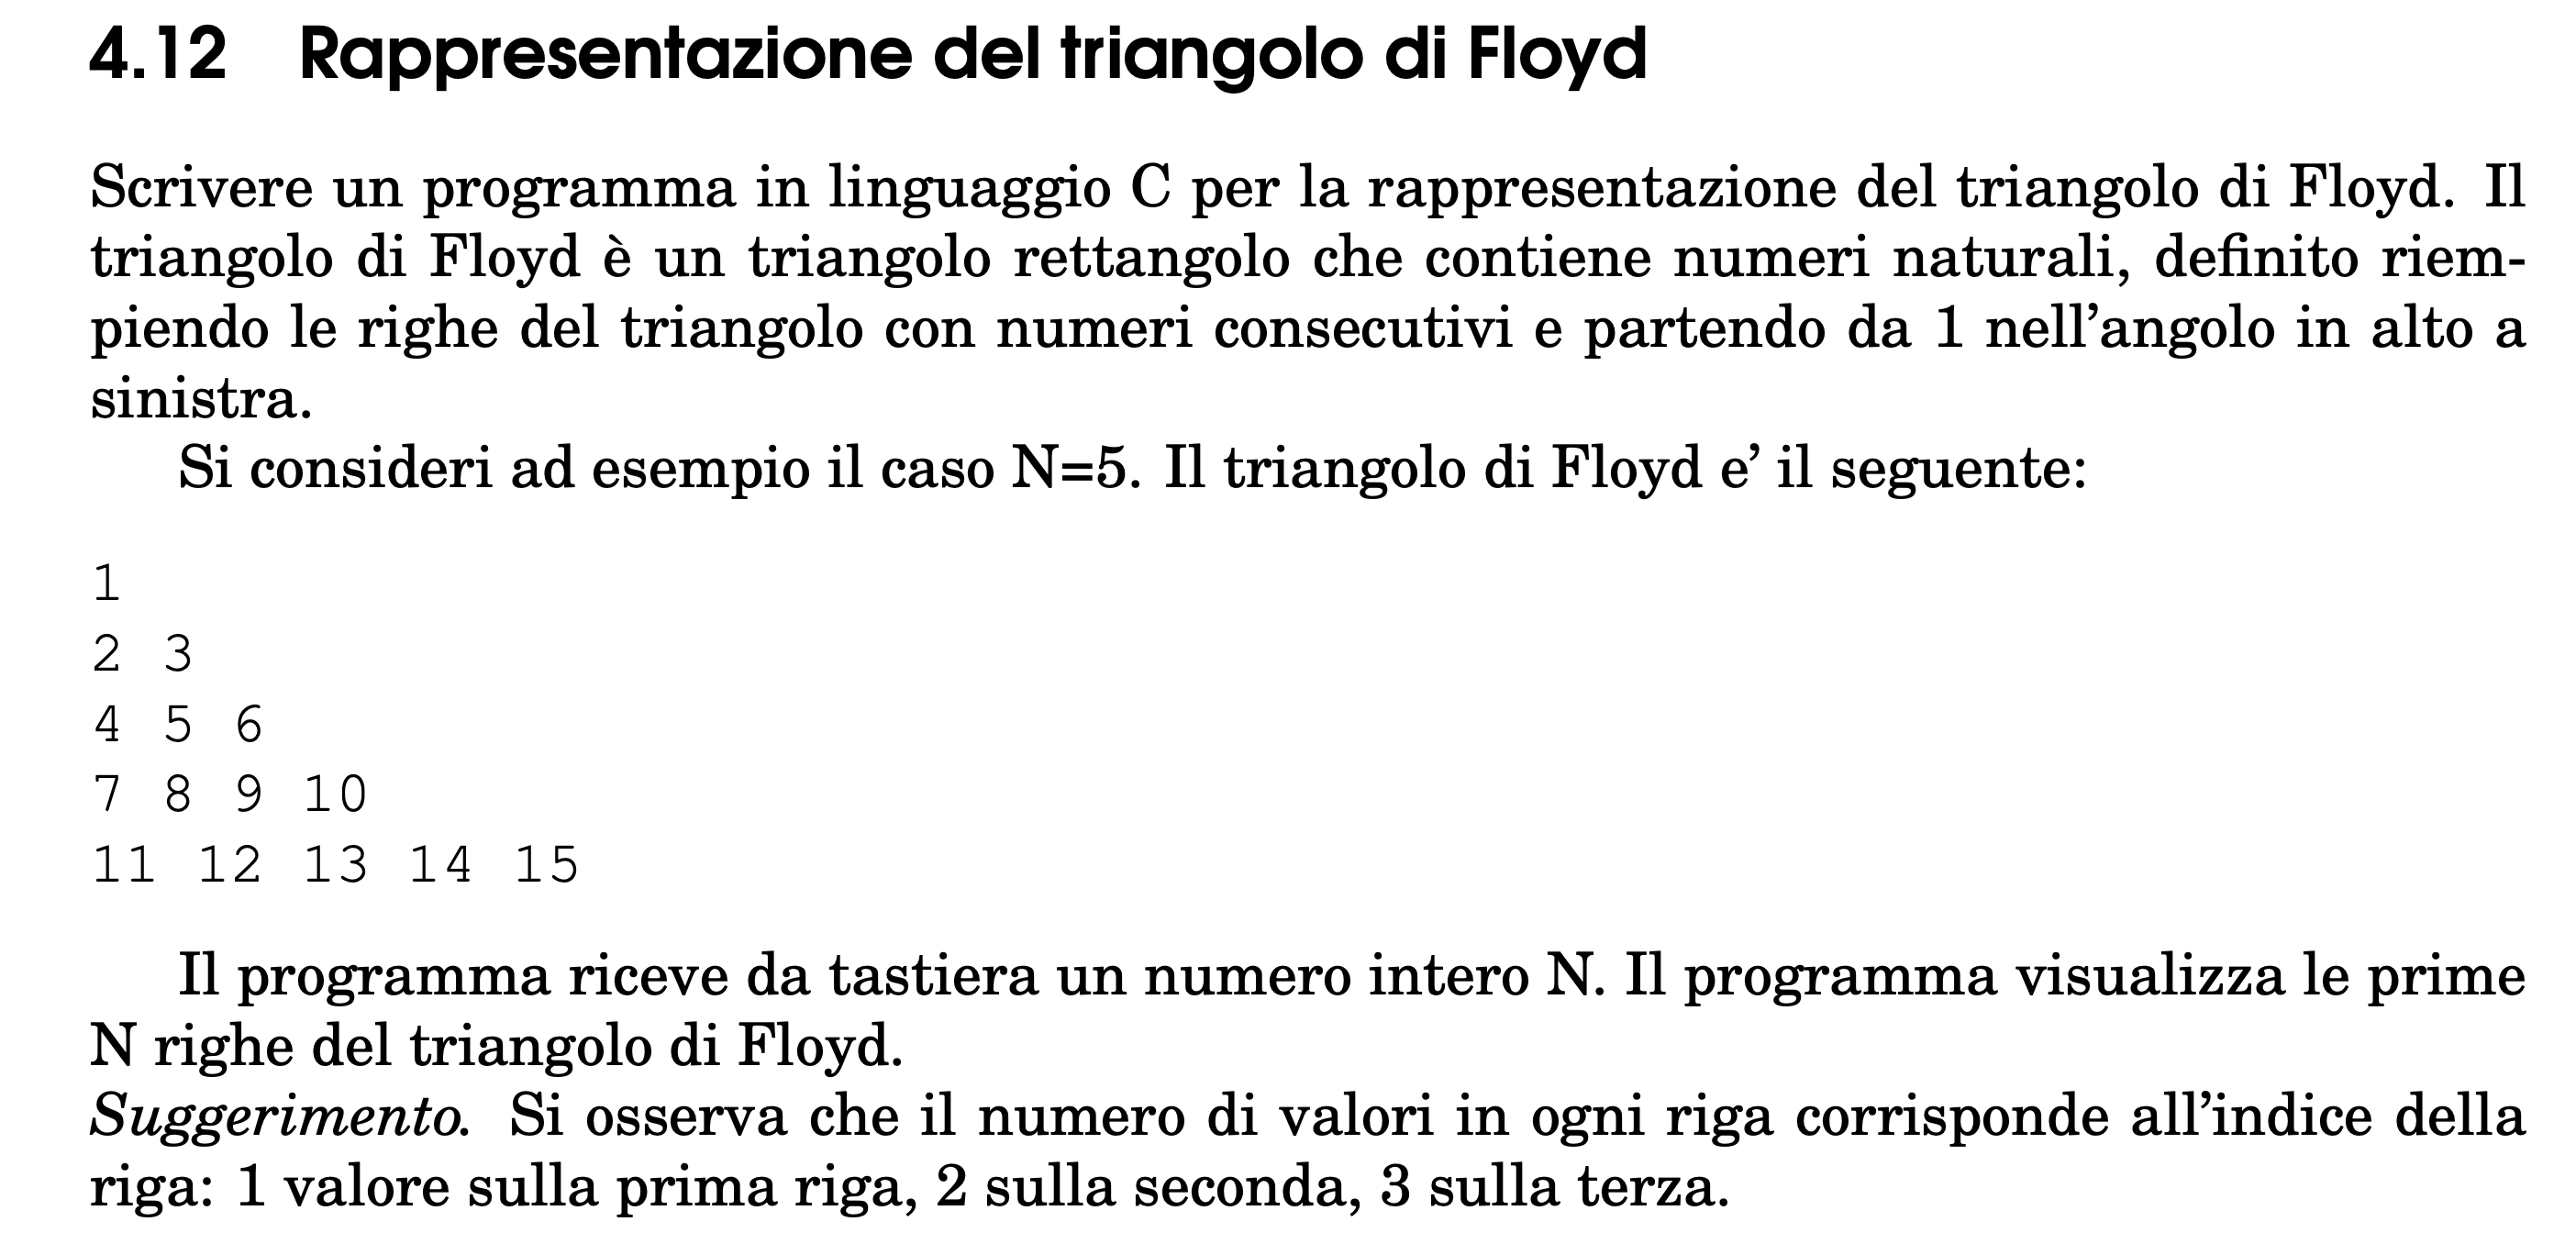 4.12 Rappresentazione del triangolo di Floyd
Scrivere un programma in linguaggio C per la rappresentazione del triangolo di Floyd. Il
triangolo di Floyd è un triangolo rettangolo che contiene numeri naturali, definito riem-
piendo le righe del triangolo con numeri consecutivi e partendo da 1 nell’angolo in alto a
sinistra.
Si consideri ad esempio il caso N=5. Il triangolo di Floyd e’ il seguente:
1
2 3
4 5 6
7 8 9 10
11 12 13 14 15
Il programma riceve da tastiera un numero intero N. Il programma visualizza le prime
N righe del triangolo di Floyd.
Suggerimento. Si osserva che il numero di valori in ogni riga corrisponde all’indice della
riga: 1 valore sulla prima riga, 2 sulla seconda, 3 sulla terza.